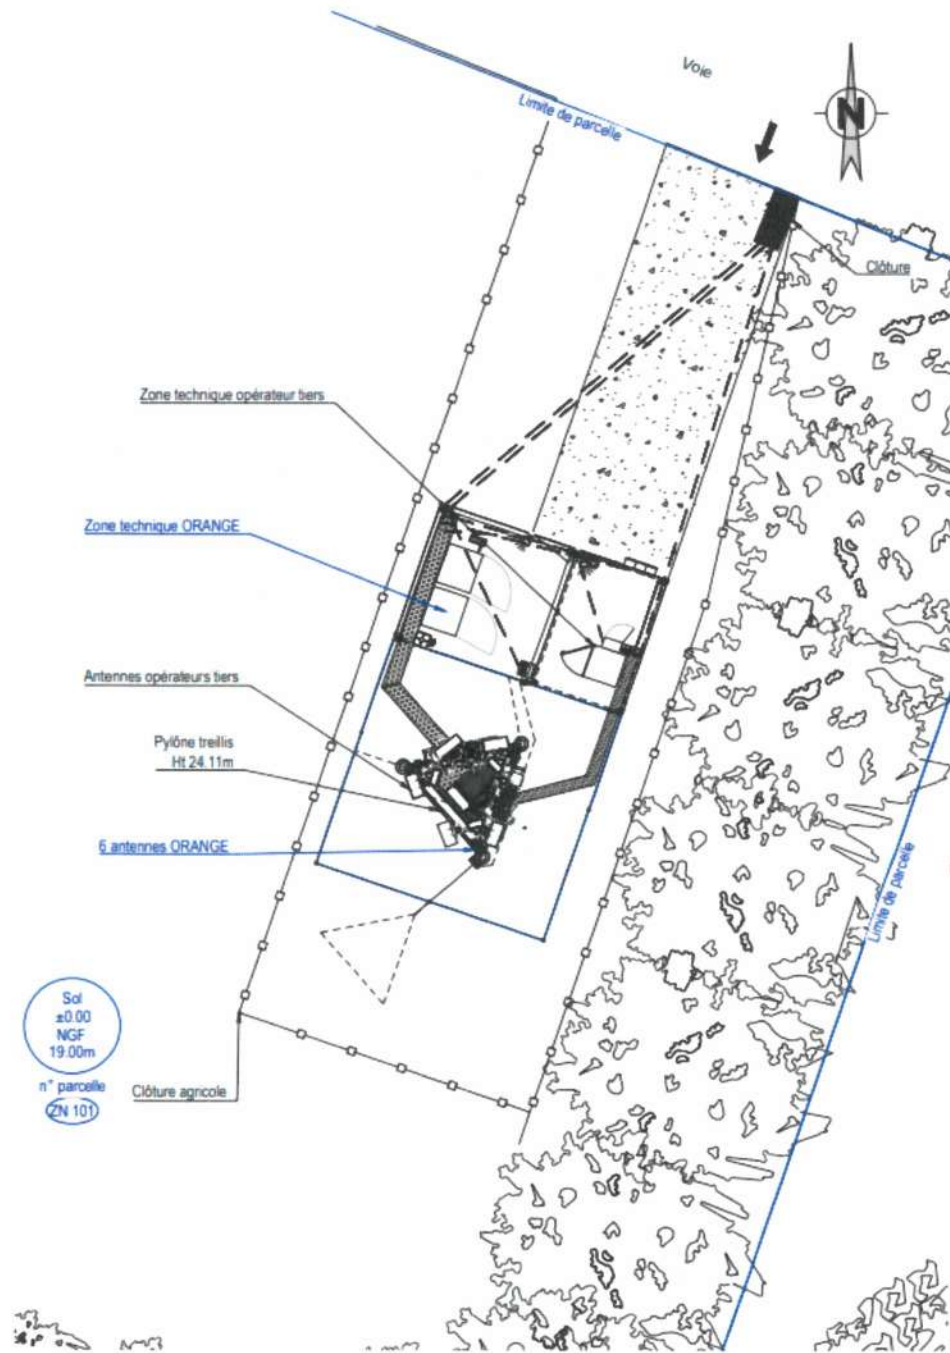 Voie
N
Limite de parcelle
Clôture
Zone technique opérateur tiers
Zone technique ORANGE
Antennes opérateurs tiers
Pylône treillis
Ht 24.11m
6 antennes ORANGE
Limite de parcelle
Sol
±0.00
NGF
19.00m
n° parcelle
ZN 101
Clôture agricole